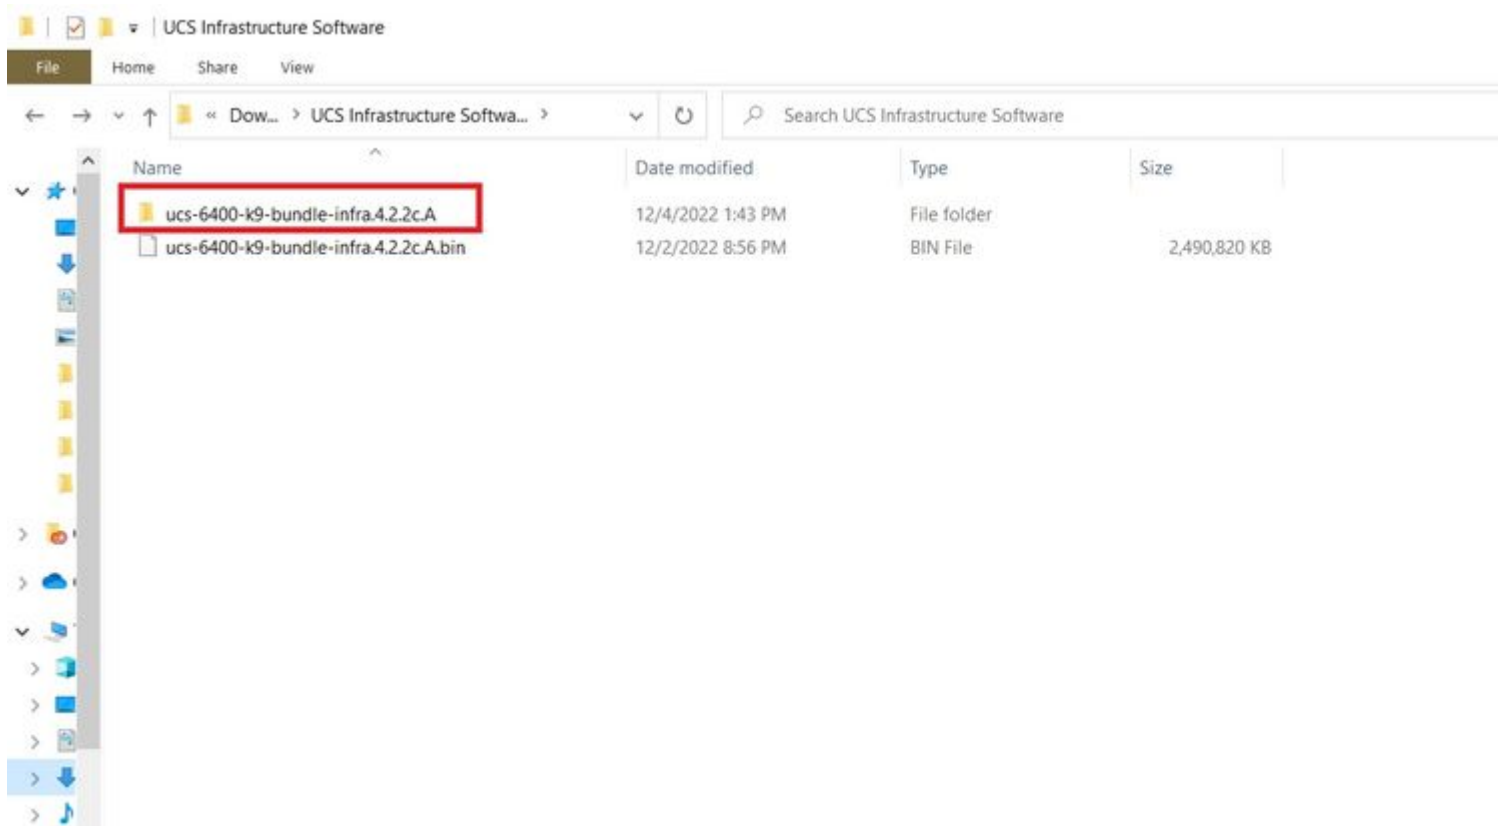 UCS Infrastructure Software
File Home Share View
« Dow... > UCS Infrastructure Softwa... > Search UCS Infrastructure Software
Name Date modified Type Size
ucs-6400-k9-bundle-infra.4.2.2c.A 12/4/2022 1:43 PM File folder
ucs-6400-k9-bundle-infra.4.2.2c.A.bin 12/2/2022 8:56 PM BIN File 2,490,820 KB